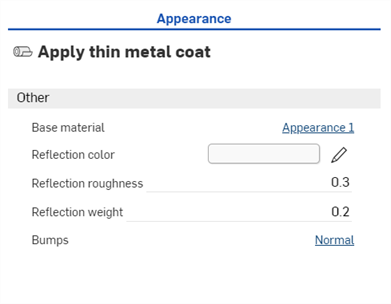 Appearance
Apply thin metal coat
Other
Base material Appearance 1
Reflection color
Reflection roughness 0.3
Reflection weight 0.2
Bumps Normal